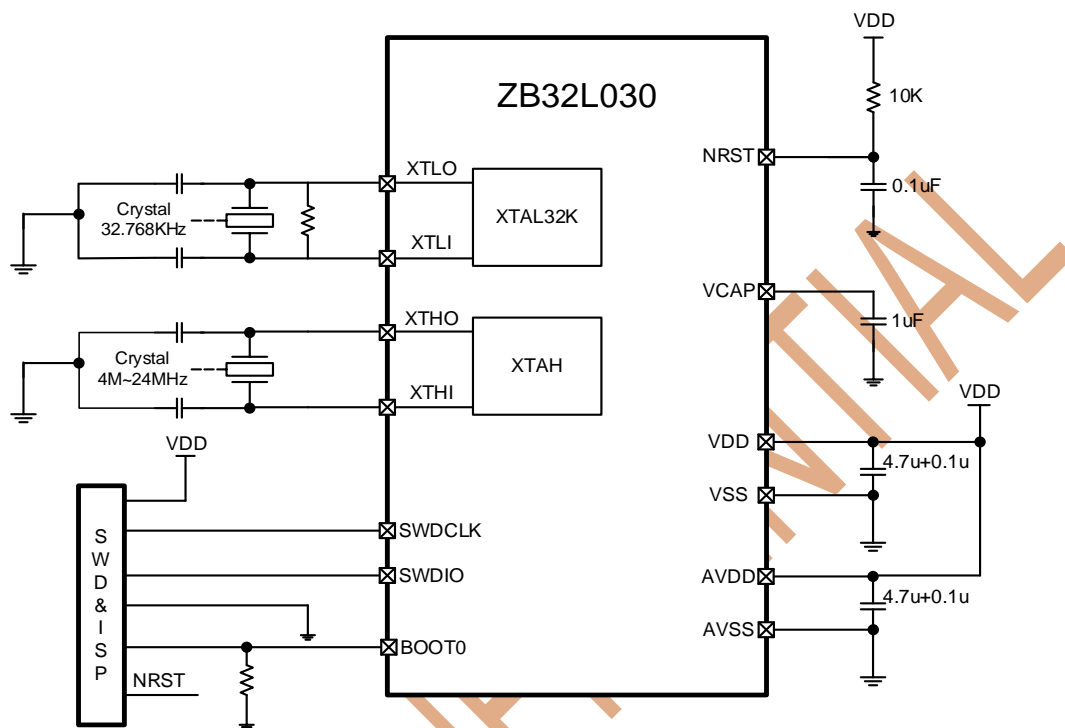 VDD
ZB32L030
10K
NRST
XTLO
0.1uF
Crystal
32.768KHz
XTAL32K
XTLI
VCAP
XTHO
1uF
Crystal
4M~24MHz
XTAH
XTHI
VDD
VDD
VDD
4.7u+0.1u
VSS
SWD&ISP
SWDCLK
SWDIO
AVDD
4.7u+0.1u
AVSS
BOOT0
NRST